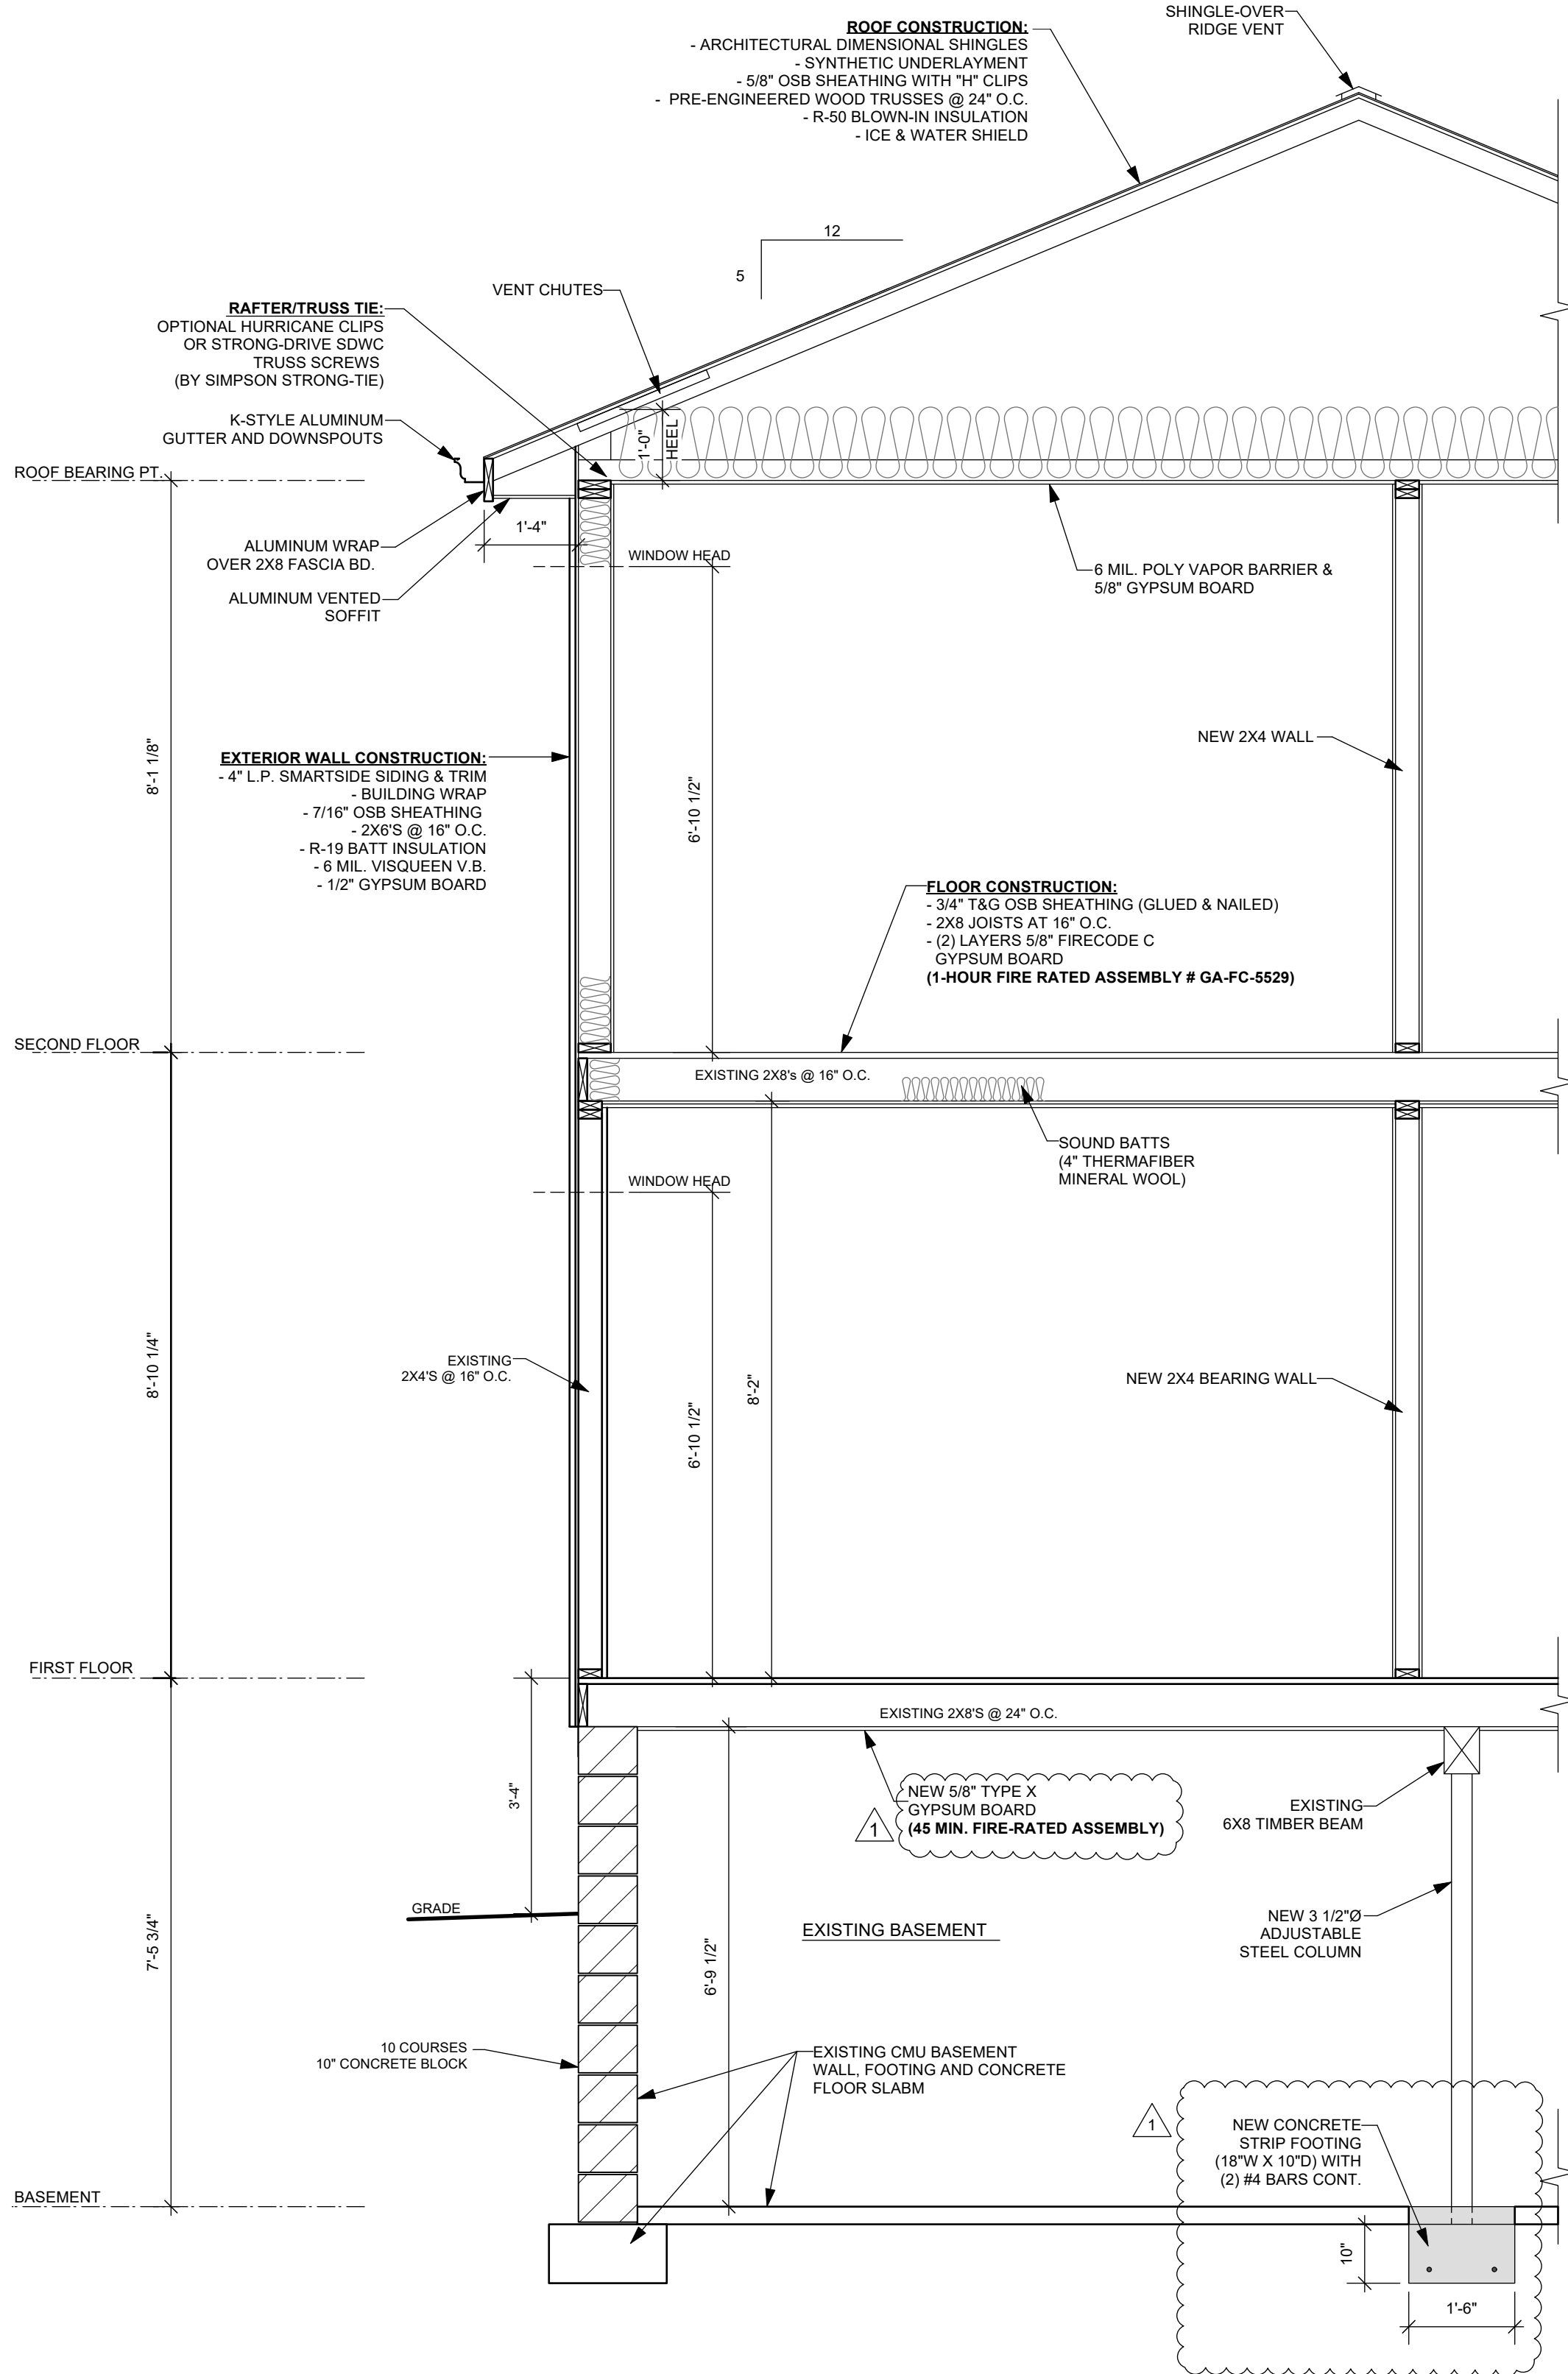 SHINGLE-OVER
RIDGE VENT
ROOF CONSTRUCTION:
- ARCHITECTURAL DIMENSIONAL SHINGLES
- SYNTHETIC UNDERLAYMENT
- 5/8" OSB SHEATHING WITH "H" CLIPS
- PRE-ENGINEERED WOOD TRUSSES @ 24" O.C.
- R-50 BLOWN-IN INSULATION
- ICE & WATER SHIELD
12
5
VENT CHUTES
RAFTER/TRUSS TIE:
OPTIONAL HURRICANE CLIPS
OR STRONG-DRIVE SDWC
TRUSS SCREWS
(BY SIMPSON STRONG-TIE)
K-STYLE ALUMINUM
GUTTER AND DOWNSPOUTS
1'-0"
HEEL
ROOF BEARING PT.
1'-4"
ALUMINUM WRAP
OVER 2X8 FASCIA BD.
ALUMINUM VENTED
SOFFIT
WINDOW HEAD
6 MIL. POLY VAPOR BARRIER &
5/8" GYPSUM BOARD
8'-1 1/8"
EXTERIOR WALL CONSTRUCTION:
- 4" L.P. SMARTSIDE SIDING & TRIM
- BUILDING WRAP
- 7/16" OSB SHEATHING
- 2X6'S @ 16" O.C.
- R-19 BATT INSULATION
- 6 MIL. VISQUEEN V.B.
- 1/2" GYPSUM BOARD
6'-10 1/2"
NEW 2X4 WALL
FLOOR CONSTRUCTION:
- 3/4" T&G OSB SHEATHING (GLUED & NAILED)
- 2X8 JOISTS AT 16" O.C.
- (2) LAYERS 5/8" FIRECODE C
GYPSUM BOARD
(1-HOUR FIRE RATED ASSEMBLY # GA-FC-5529)
SECOND FLOOR
EXISTING 2X8's @ 16" O.C.
SOUND BATTS
(4" THERMAFIBER
MINERAL WOOL)
WINDOW HEAD
8'-10 1/4"
EXISTING
2X4'S @ 16" O.C.
6'-10 1/2"
8'-2"
NEW 2X4 BEARING WALL
FIRST FLOOR
EXISTING 2X8'S @ 24" O.C.
3'-4"
1
NEW 5/8" TYPE X
GYPSUM BOARD
(45 MIN. FIRE-RATED ASSEMBLY)
EXISTING
6X8 TIMBER BEAM
GRADE
7'-5 3/4"
EXISTING BASEMENT
6'-9 1/2"
NEW 3 1/2"Ø
ADJUSTABLE
STEEL COLUMN
10 COURSES
10" CONCRETE BLOCK
EXISTING CMU BASEMENT
WALL, FOOTING AND CONCRETE
FLOOR SLABM
1
NEW CONCRETE
STRIP FOOTING
(18"W X 10"D) WITH
(2) #4 BARS CONT.
BASEMENT
10"
1'-6"